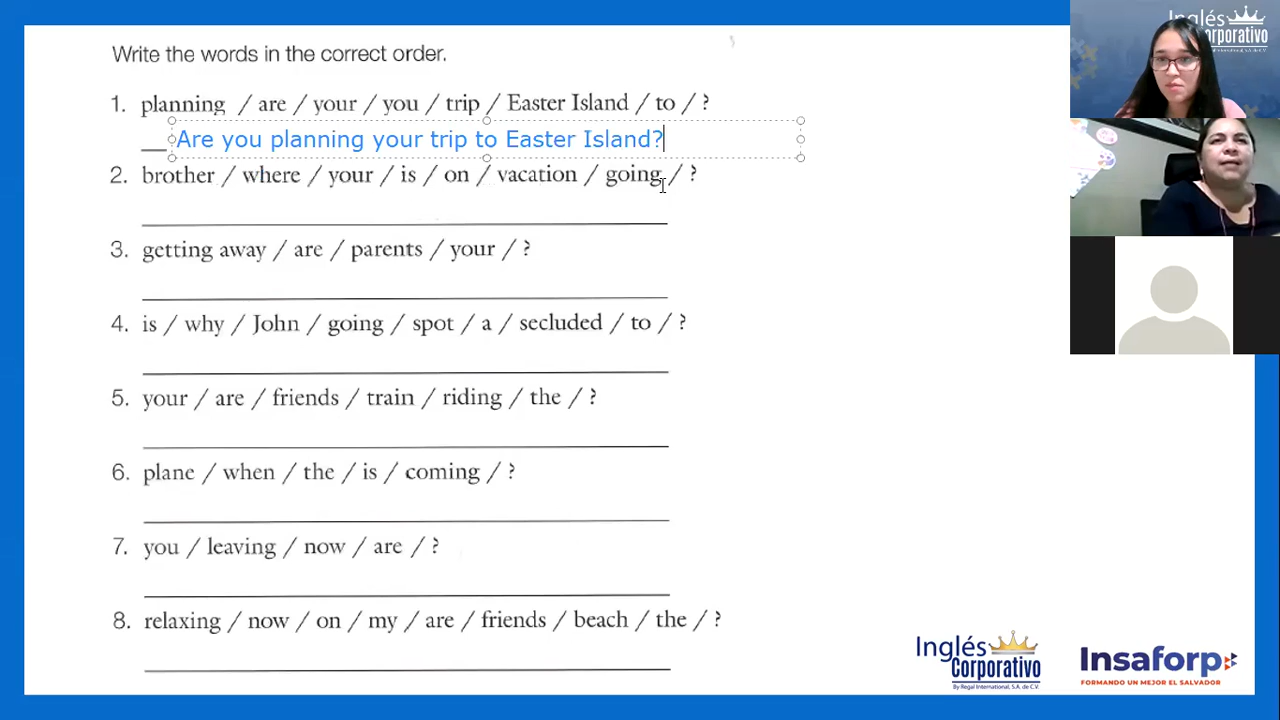 Write the words in the correct order.
1. planning / are / your / you / trip / Easter Island / to / ?
Are you planning your trip to Easter Island?
2. brother / where / your / is / on / vacation / going / ?
3. getting away / are / parents / your / ?
4. is / why / John / going / spot / a / secluded / to / ?
5. your / are / friends / train / riding / the / ?
6. plane / when / the / is / coming / ?
7. you / leaving / now / are / ?
8. relaxing / now / on / my / are / friends / beach / the / ?
Inglés
Corporativo
By Regal International, S.A. de C.V.
Insaforp
FORMANDO UN MEJOR EL SALVADOR
Inglés
Corporativo